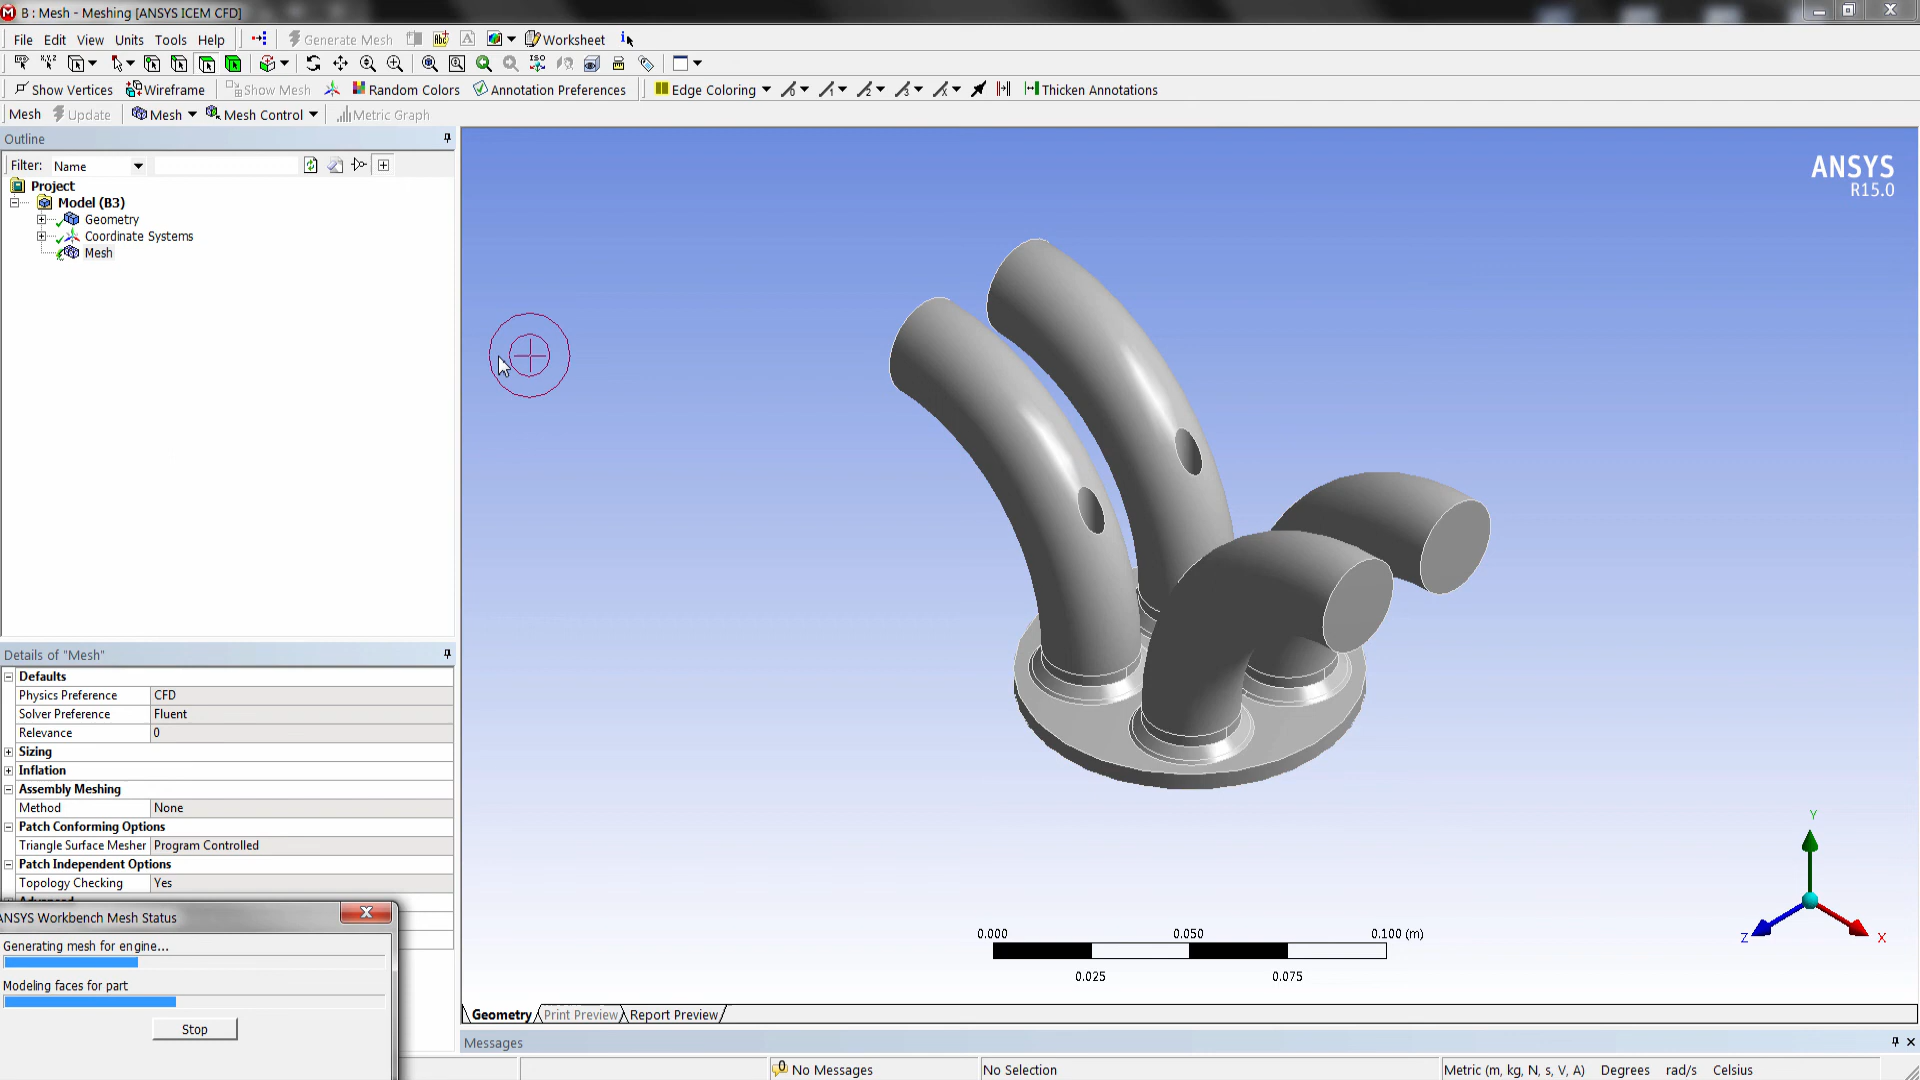 B : Mesh - Meshing [ANSYS ICEM CFD]
File Edit View Units Tools Help Generate Mesh Worksheet
Show Vertices Wireframe Show Mesh Random Colors Annotation Preferences Edge Coloring Thicken Annotations
Mesh Update Mesh Mesh Control Metric Graph
Outline
Filter: Name
Project
Model (B3)
Geometry
Coordinate Systems
Mesh
ANSYS
R15.0
Details of "Mesh"
Defaults
Physics Preference CFD
Solver Preference Fluent
Relevance 0
Sizing
Inflation
Assembly Meshing
Method None
Patch Conforming Options
Triangle Surface Mesher Program Controlled
Patch Independent Options
Topology Checking Yes
Advanced
ANSYS Workbench Mesh Status
Generating mesh for engine...
Modeling faces for part
Stop
0.000 0.050 0.100 (m)
0.025 0.075
Y
Z
X
Geometry Print Preview Report Preview
Messages
No Messages No Selection Metric (m, kg, N, s, V, A) Degrees rad/s Celsius